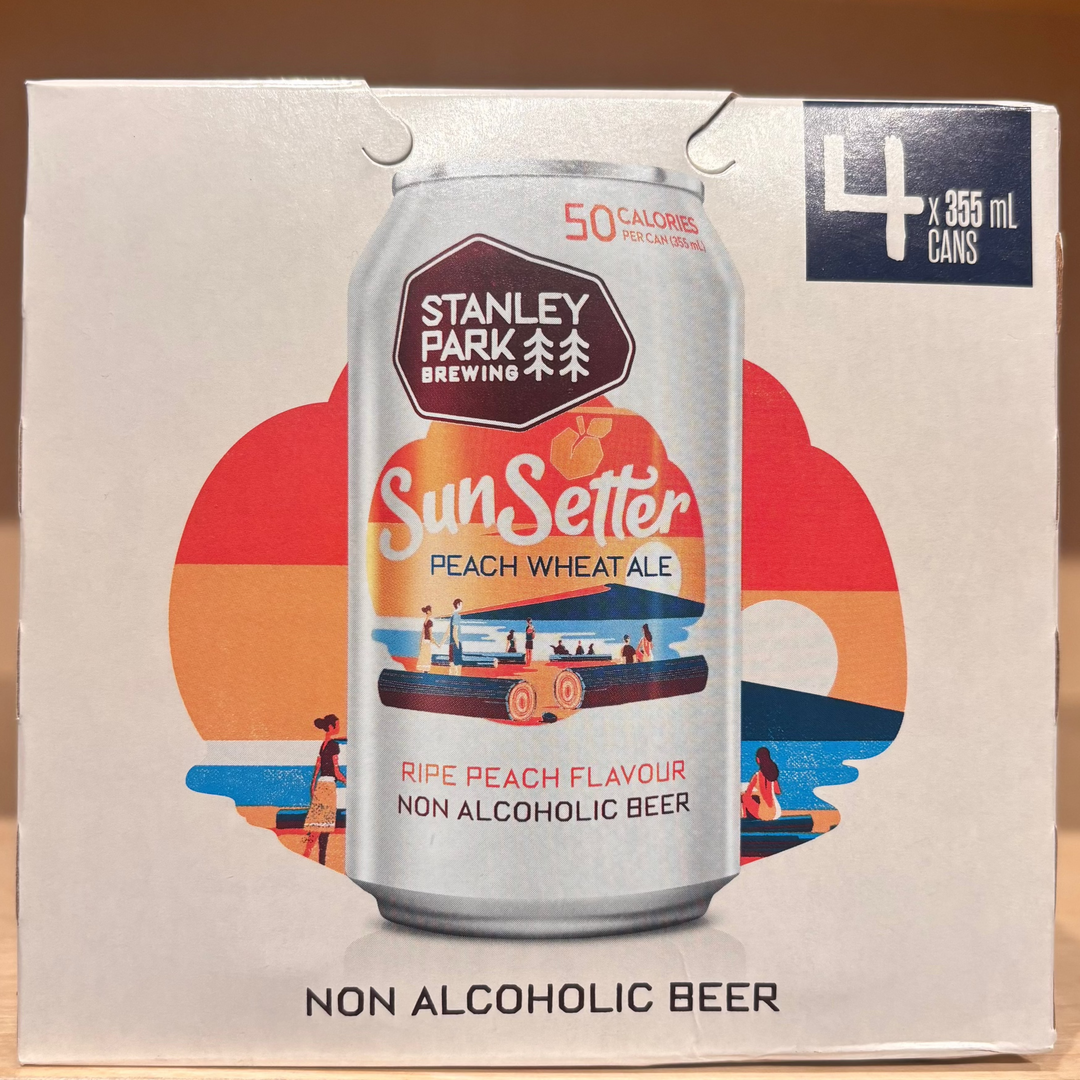 4 x 355 mL
CANS
50 CALORIES
PER CAN (355 mL)
STANLEY
PARK
BREWING
SunSetter
PEACH WHEAT ALE
RIPE PEACH FLAVOUR
NON ALCOHOLIC BEER
NON ALCOHOLIC BEER